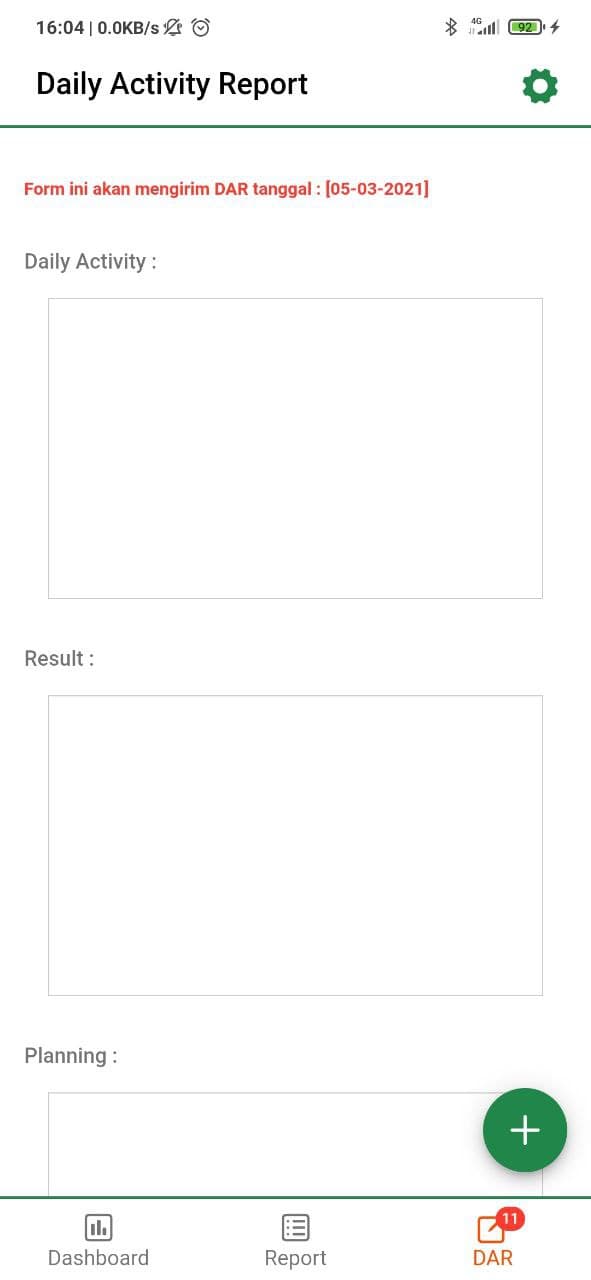 16:04 | 0.0KB/s
4G
92
Daily Activity Report
Form ini akan mengirim DAR tanggal : [05-03-2021]
Daily Activity :
Result :
Planning :
11
Dashboard
Report
DAR